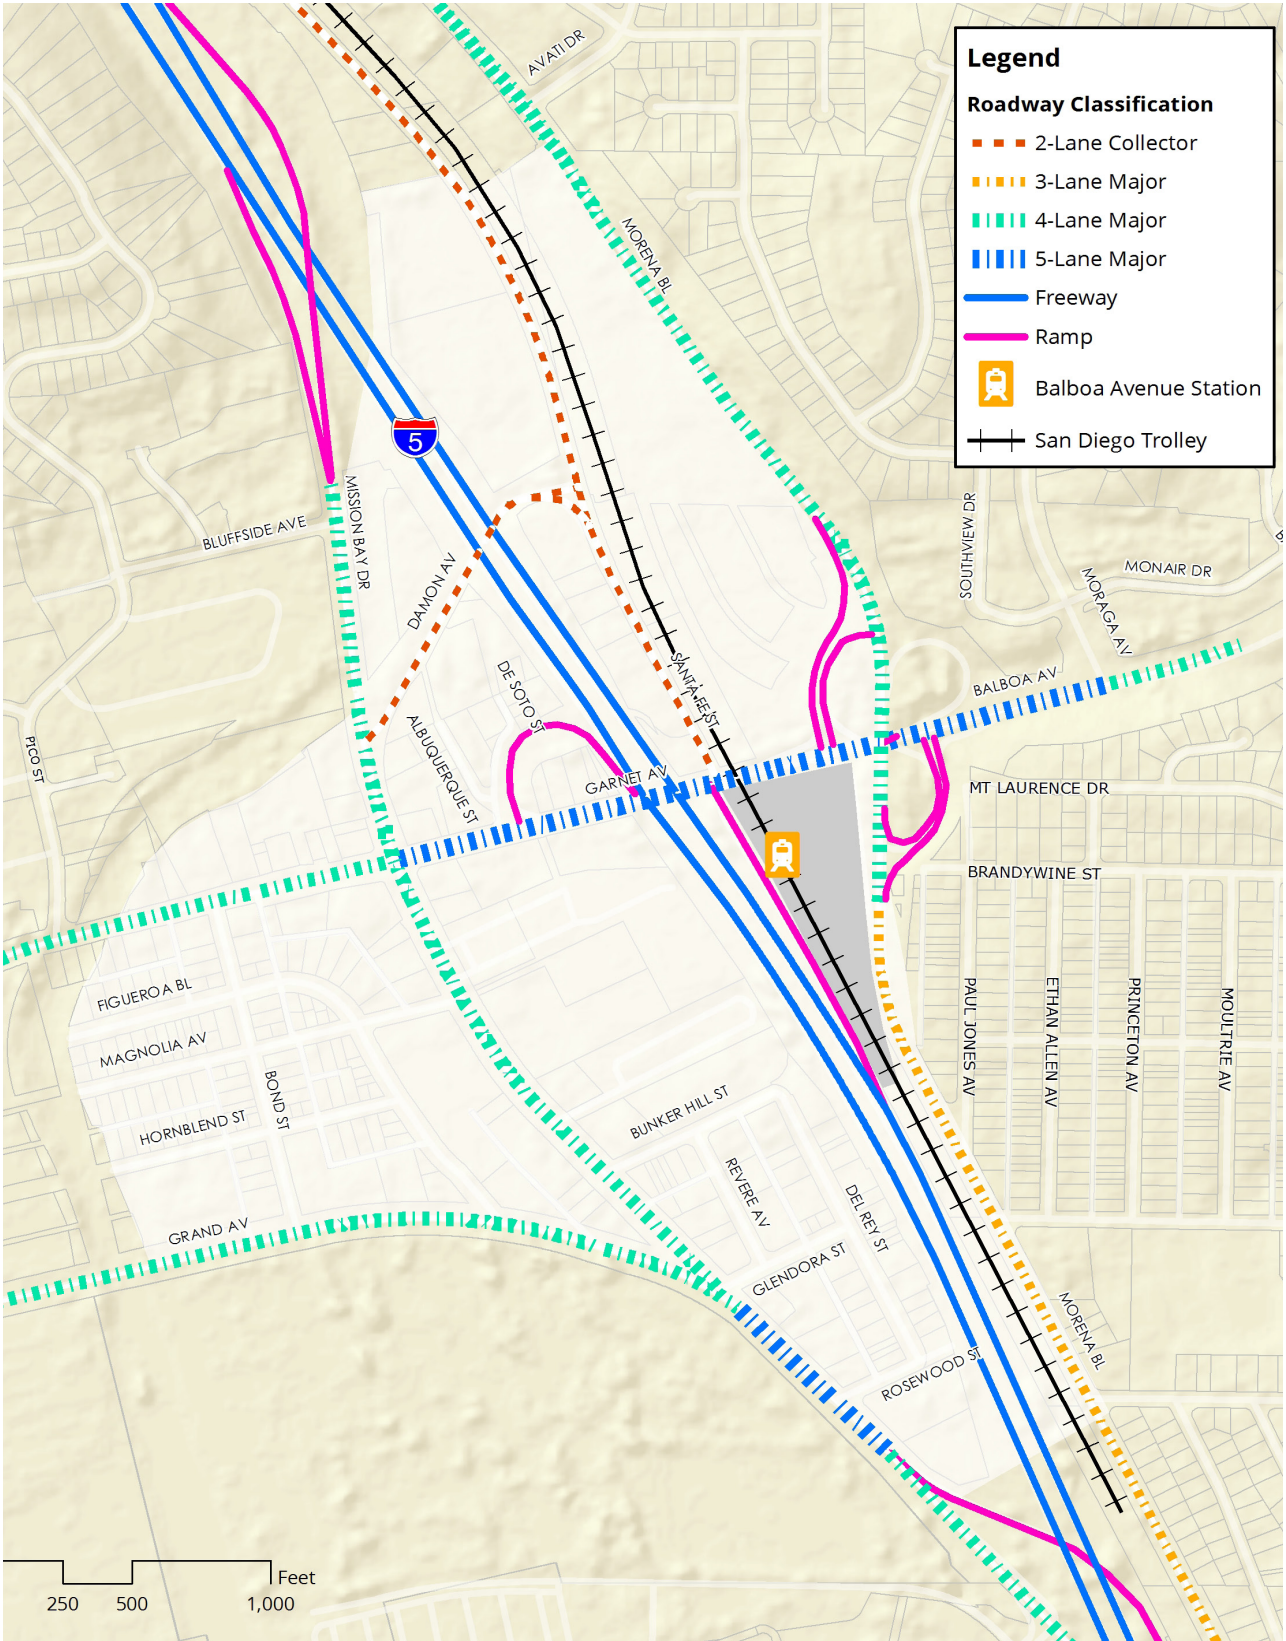 Legend
Roadway Classification
2-Lane Collector
3-Lane Major
4-Lane Major
5-Lane Major
Freeway
Ramp
Balboa Avenue Station
San Diego Trolley
AVATI DR
MORENA BL
5
MISSION BAY DR
BLUFFSIDE AVE
DAMON AV
SOUTHVIEW DR
MONAIR DR
MORAGA AV
B
DE SOTO ST
SANTA FE ST
BALBOA AV
ALBUQUERQUE ST
PICO ST
GARNET AV
MT LAURENCE DR
BRANDYWINE ST
FIGUEROA BL
PAUL JONES AV
ETHAN ALLEN AV
PRINCETON AV
MOULTRIE AV
MAGNOLIA AV
BOND ST
HORNBLEND ST
BUNKER HILL ST
REVERE AV
DEL REY ST
GRAND AV
GLENDORA ST
MORENA BL
ROSEWOOD ST
Feet
250 500 1,000